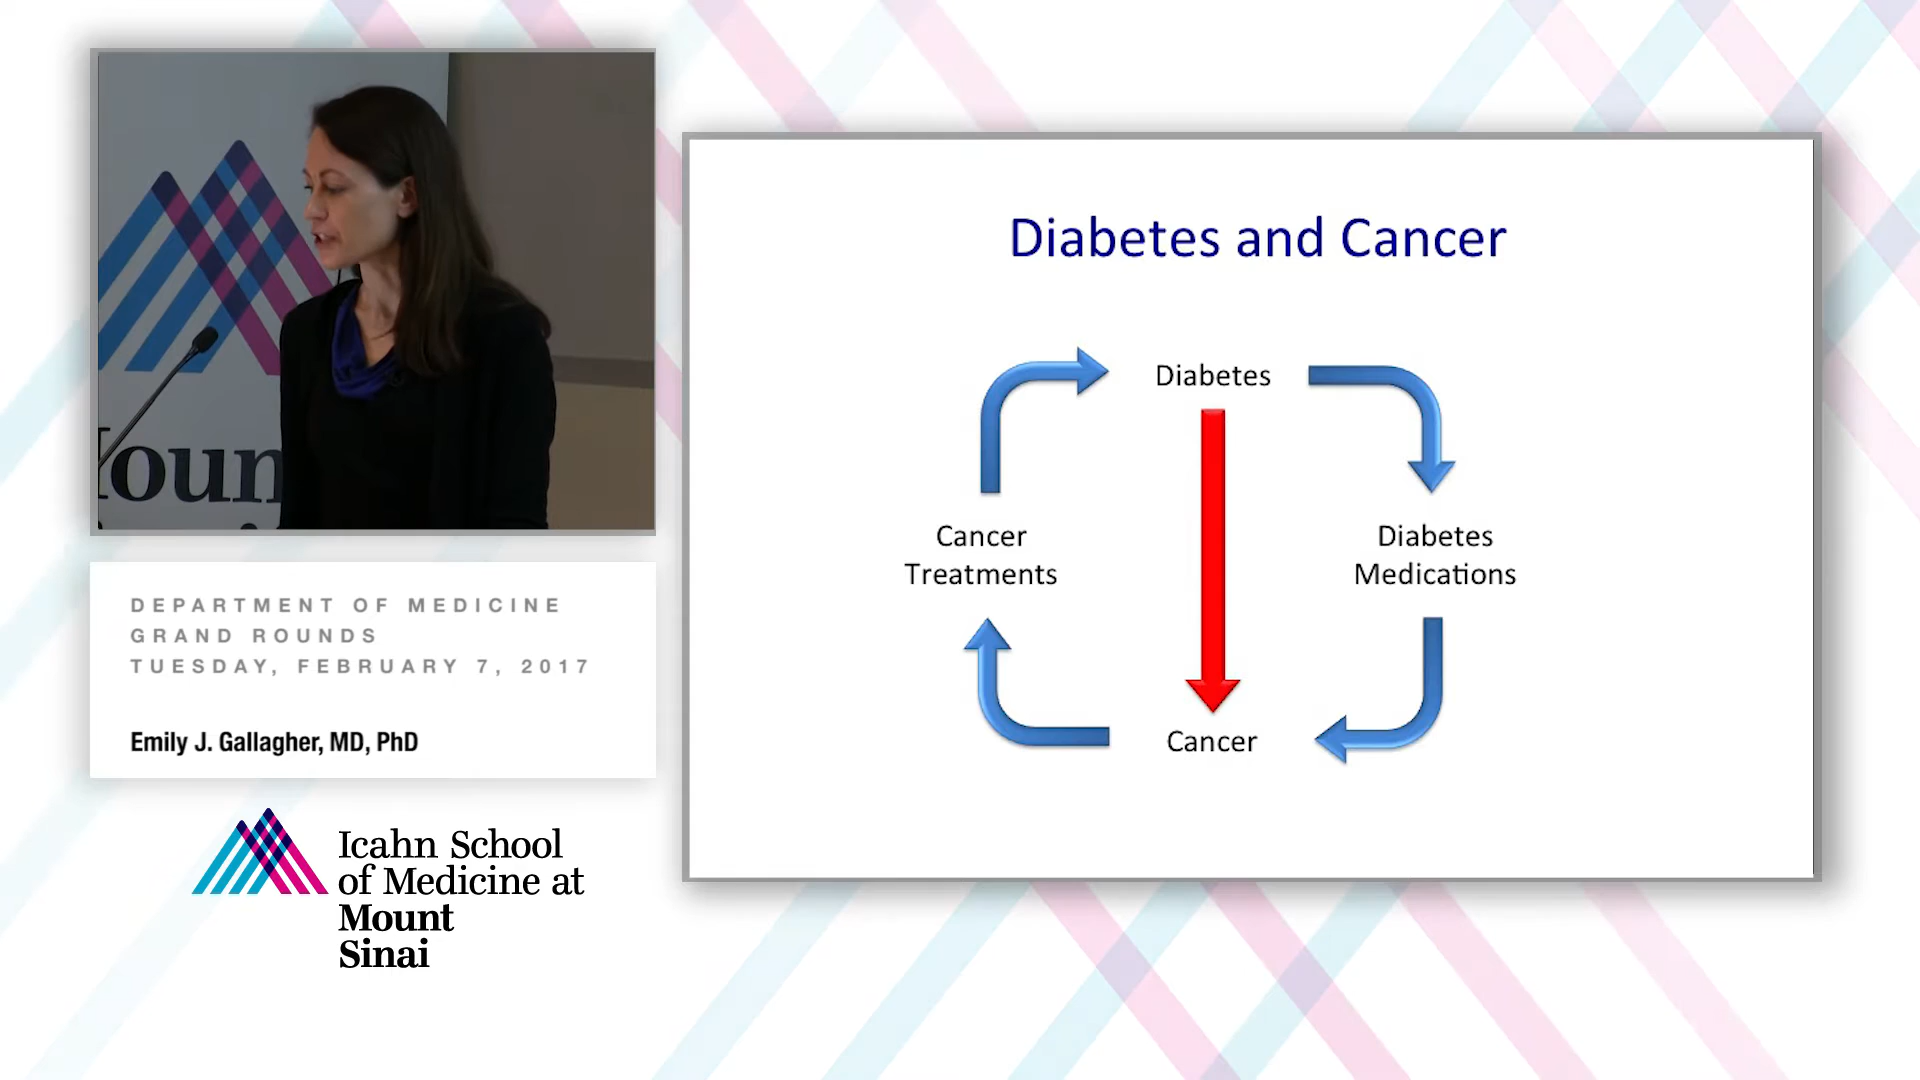 oun
DEPARTMENT OF MEDICINE
GRAND ROUNDS
TUESDAY, FEBRUARY 7, 2017
Emily J. Gallagher, MD, PhD
Icahn School
of Medicine at
Mount
Sinai
Diabetes and Cancer
Diabetes
Cancer
Treatments
Diabetes
Medications
Cancer